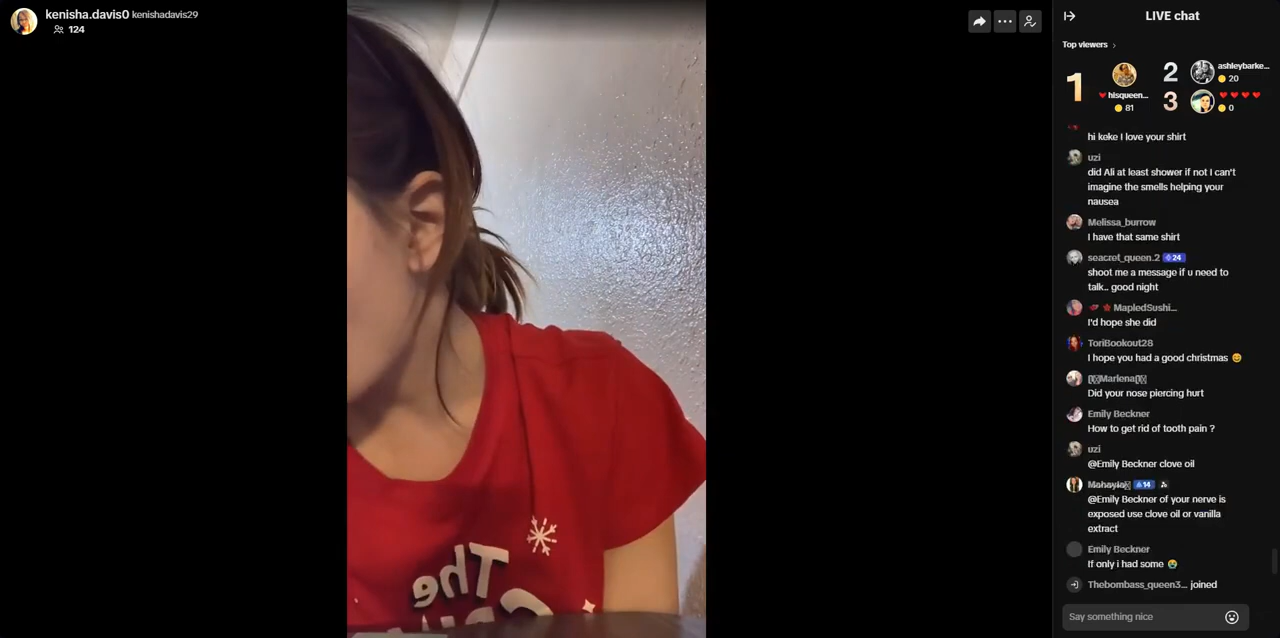 kenisha.davis0 kenishadavis29
124
LIVE chat
Top viewers
1
hisqueen...
81
2
ashleybarke...
20
3
0
hi keke I love your shirt
uzi
did Ali at least shower if not I can't
imagine the smells helping your
nausea
Melissa_burrow
I have that same shirt
seacret_queen.2 24
shoot me a message if u need to
talk.. good night
MapledSushi...
I'd hope she did
ToriBookout28
I hope you had a good christmas 😄
Marlena
Did your nose piercing hurt
Emily Beckner
How to get rid of tooth pain ?
uzi
@Emily Beckner clove oil
Mahayla 14
@Emily Beckner of your nerve is
exposed use clove oil or vanilla
extract
Emily Beckner
If only i had some 😭
Thebombass_queen3... joined
Say something nice
The